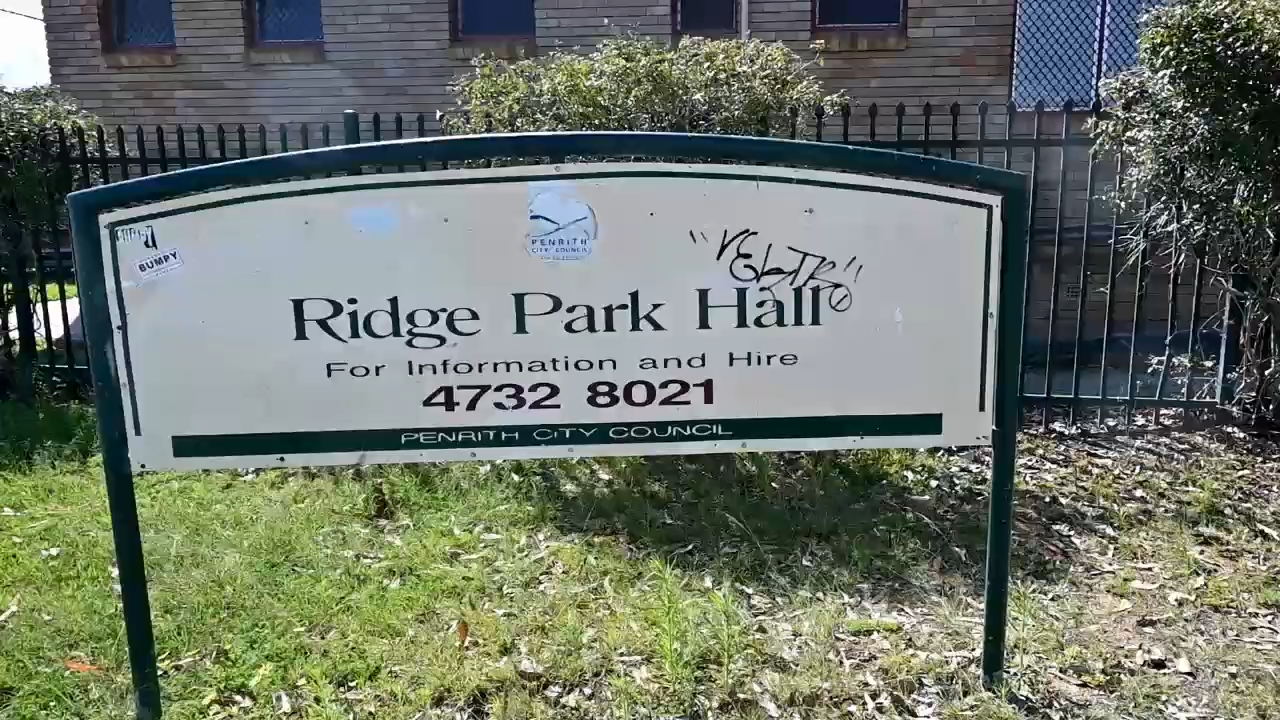 BUMPY
PENRITH
CITY COUNCIL
Ridge Park Hall
For Information and Hire
4732 8021
PENRITH CITY COUNCIL